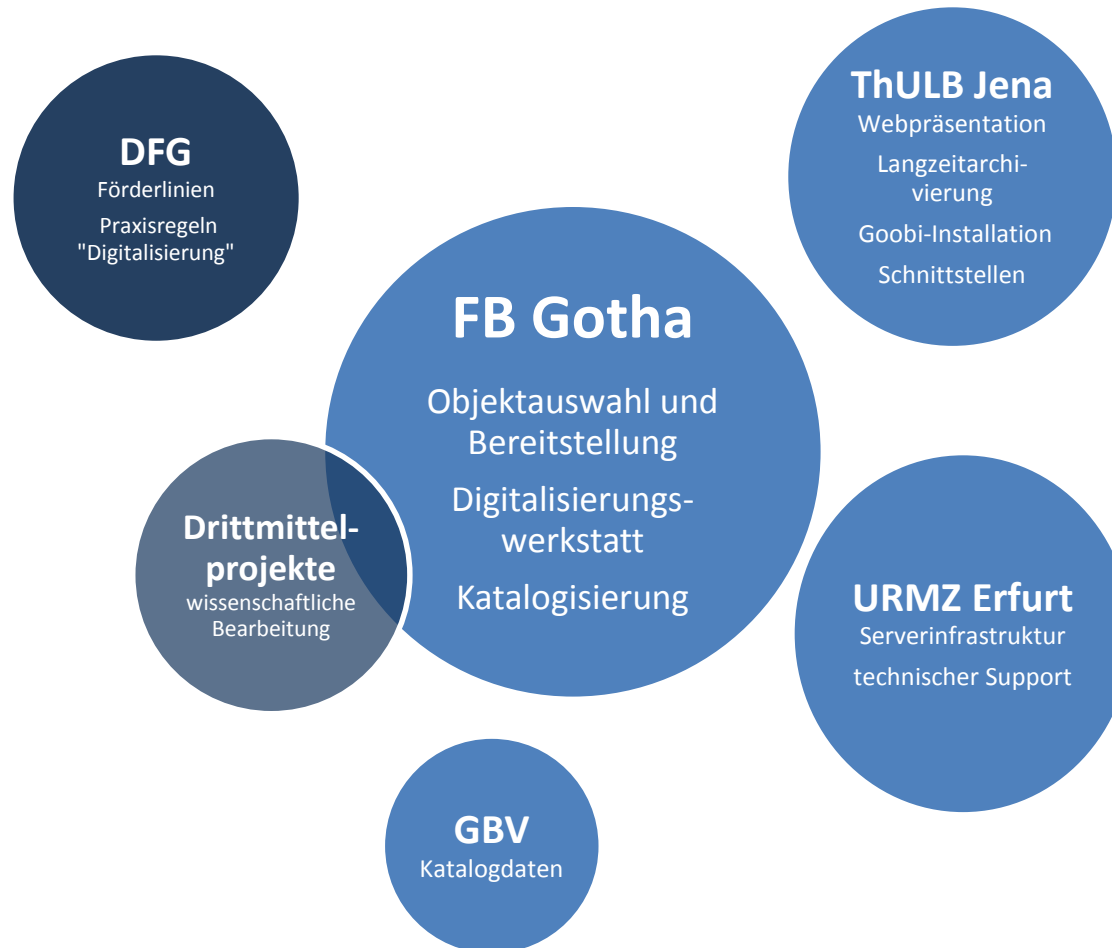 DFG
Förderlinien
Praxisregeln
"Digitalisierung"
ThULB Jena
Webpräsentation
Langzeitarchi-
vierung
Goobi-Installation
Schnittstellen
FB Gotha
Objektauswahl und
Bereitstellung
Digitalisierungs-
werkstatt
Katalogisierung
Drittmittel-
projekte
wissenschaftliche
Bearbeitung
URMZ Erfurt
Serverinfrastruktur
technischer Support
GBV
Katalogdaten